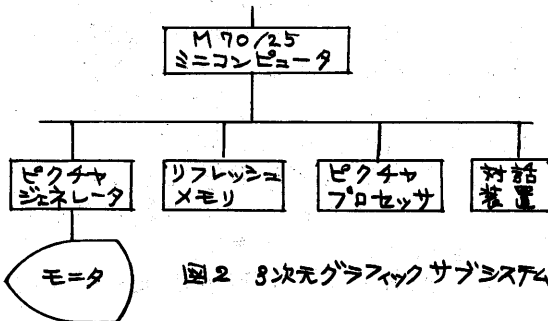 M70/25
ミニコンピュータ
ピクチャ
ジェネレータ
リフレッシュ
メモリ
ピクチャ
プロセッサ
対話
装置
モニタ
図2 3次元グラフィックサブシステム